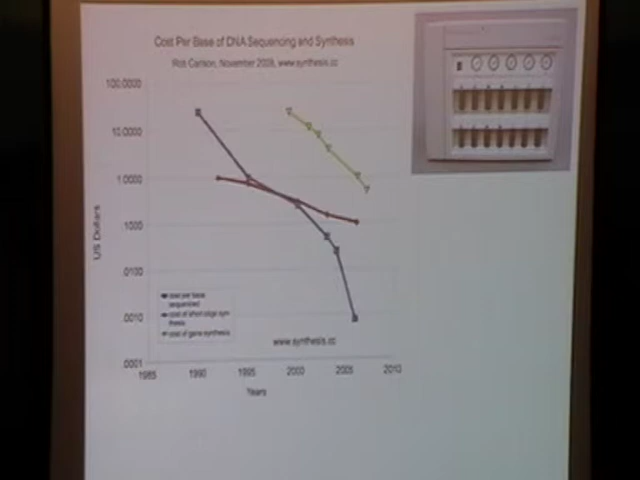 Cost Per Base of DNA Sequencing and Synthesis
Rob Carlson, November 2008, www.synthesis.cc
100.0000
10.0000
1.0000
.1000
.0100
.0010
.0001
US Dollars
cost per base
sequenced
cost of short oligo syn
thesis
cost of gene synthesis
www.synthesis.cc
1985 1990 1995 2000 2005 2010
Years